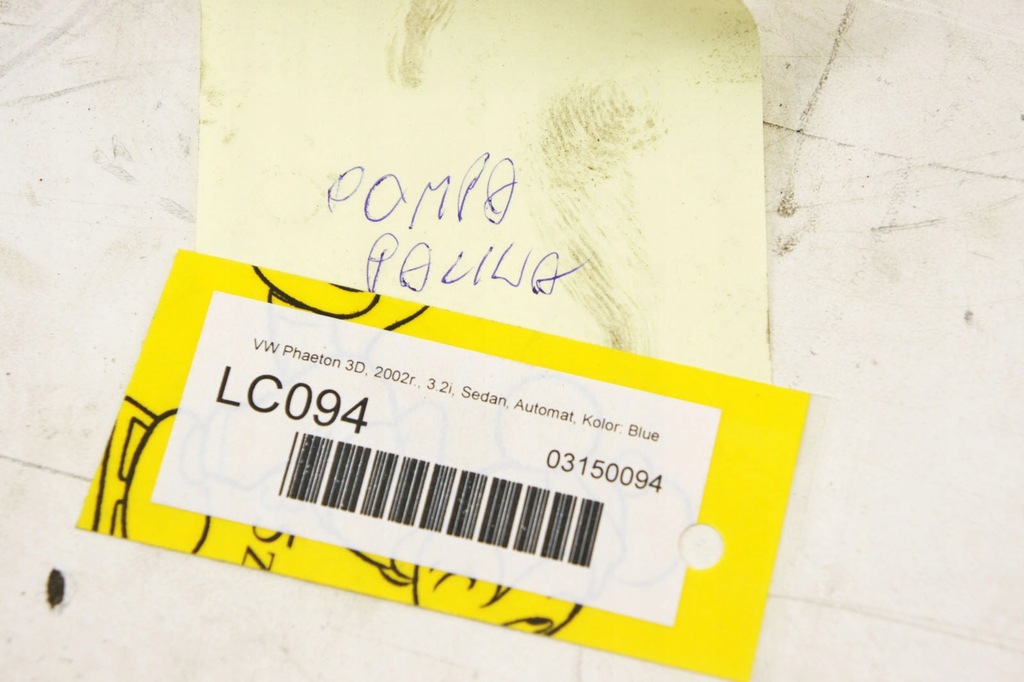 POMPA
PALIWA
VW Phaeton 3D, 2002r., 3.2i, Sedan, Automat, Kolor: Blue
LC094
03150094